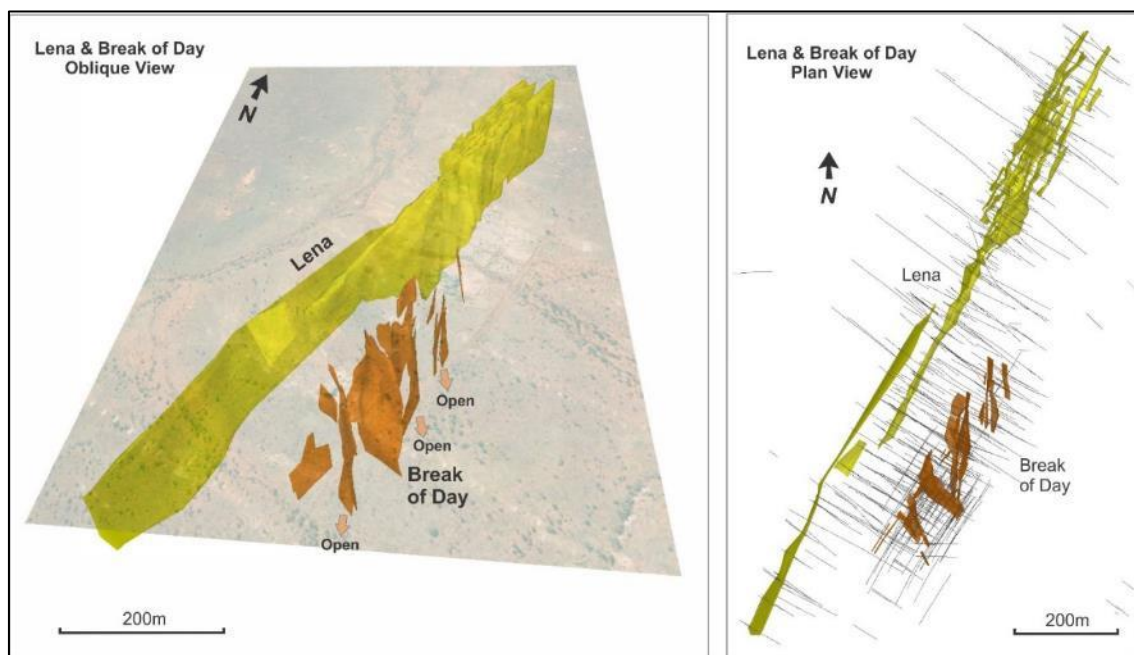 Lena & Break of Day
Oblique View
N
Lena
Open
Open
Break
of Day
Open
200m
Lena & Break of Day
Plan View
N
Lena
Break
of Day
200m